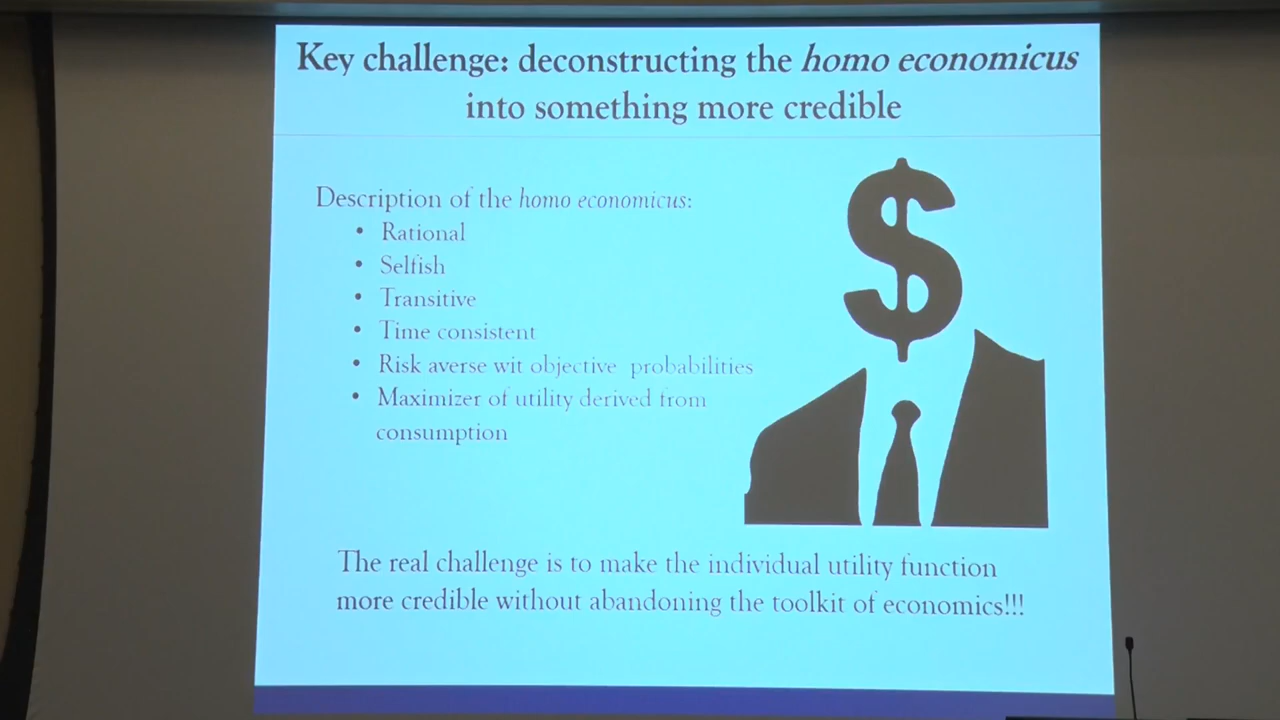 Key challenge: deconstructing the homo economicus
into something more credible
Description of the homo economicus:
• Rational
• Selfish
• Transitive
• Time consistent
• Risk averse wit objective probabilities
• Maximizer of utility derived from
consumption
$
The real challenge is to make the individual utility function
more credible without abandoning the toolkit of economics!!!